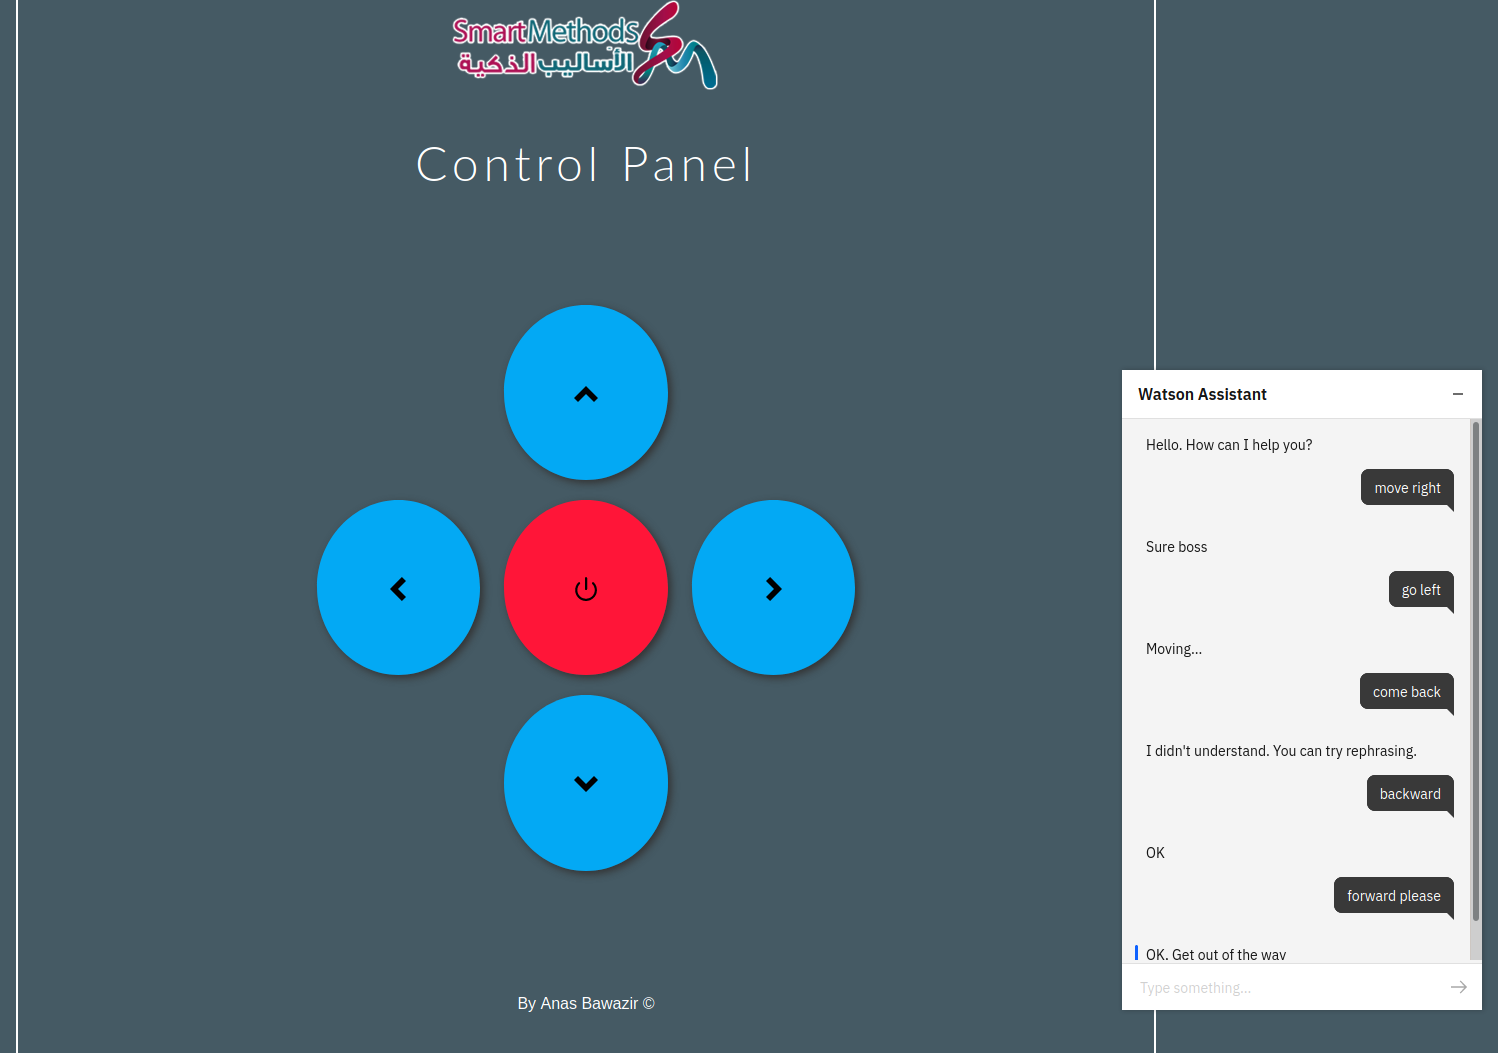 SmartMethods
الأساليب الذكية
Control Panel
By Anas Bawazir ©
Watson Assistant
Hello. How can I help you?
move right
Sure boss
go left
Moving...
come back
I didn't understand. You can try rephrasing.
backward
OK
forward please
OK. Get out of the way
Type something...